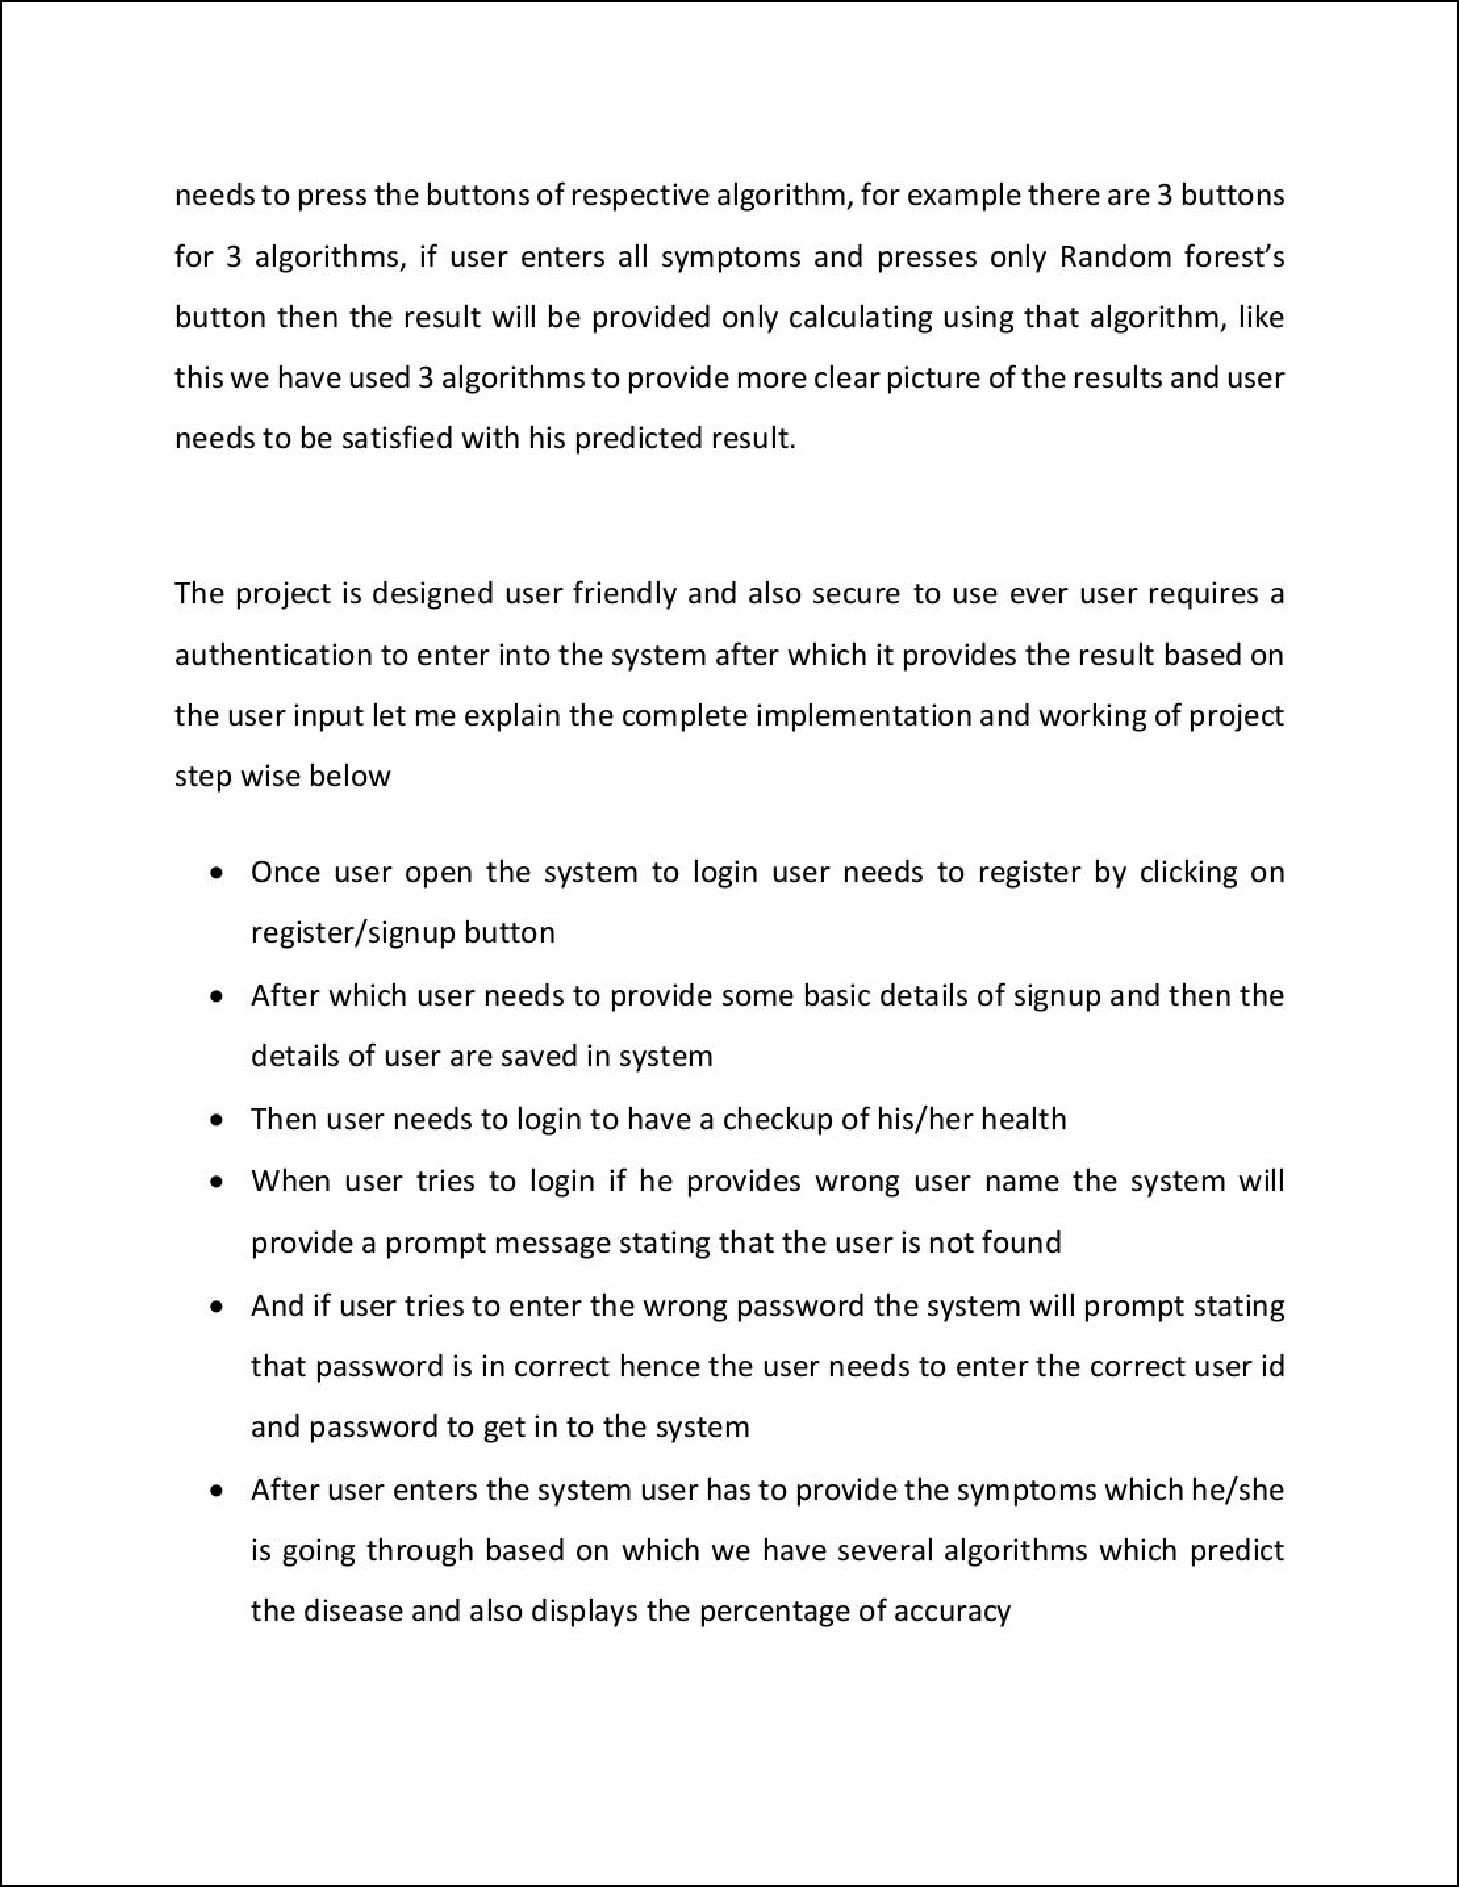 needs to press the buttons of respective algorithm, for example there are 3 buttons
for 3 algorithms, if user enters all symptoms and presses only Random forest’s
button then the result will be provided only calculating using that algorithm, like
this we have used 3 algorithms to provide more clear picture of the results and user
needs to be satisfied with his predicted result.
The project is designed user friendly and also secure to use ever user requires a
authentication to enter into the system after which it provides the result based on
the user input let me explain the complete implementation and working of project
step wise below
• Once user open the system to login user needs to register by clicking on
register/signup button
• After which user needs to provide some basic details of signup and then the
details of user are saved in system
• Then user needs to login to have a checkup of his/her health
• When user tries to login if he provides wrong user name the system will
provide a prompt message stating that the user is not found
• And if user tries to enter the wrong password the system will prompt stating
that password is in correct hence the user needs to enter the correct user id
and password to get in to the system
• After user enters the system user has to provide the symptoms which he/she
is going through based on which we have several algorithms which predict
the disease and also displays the percentage of accuracy